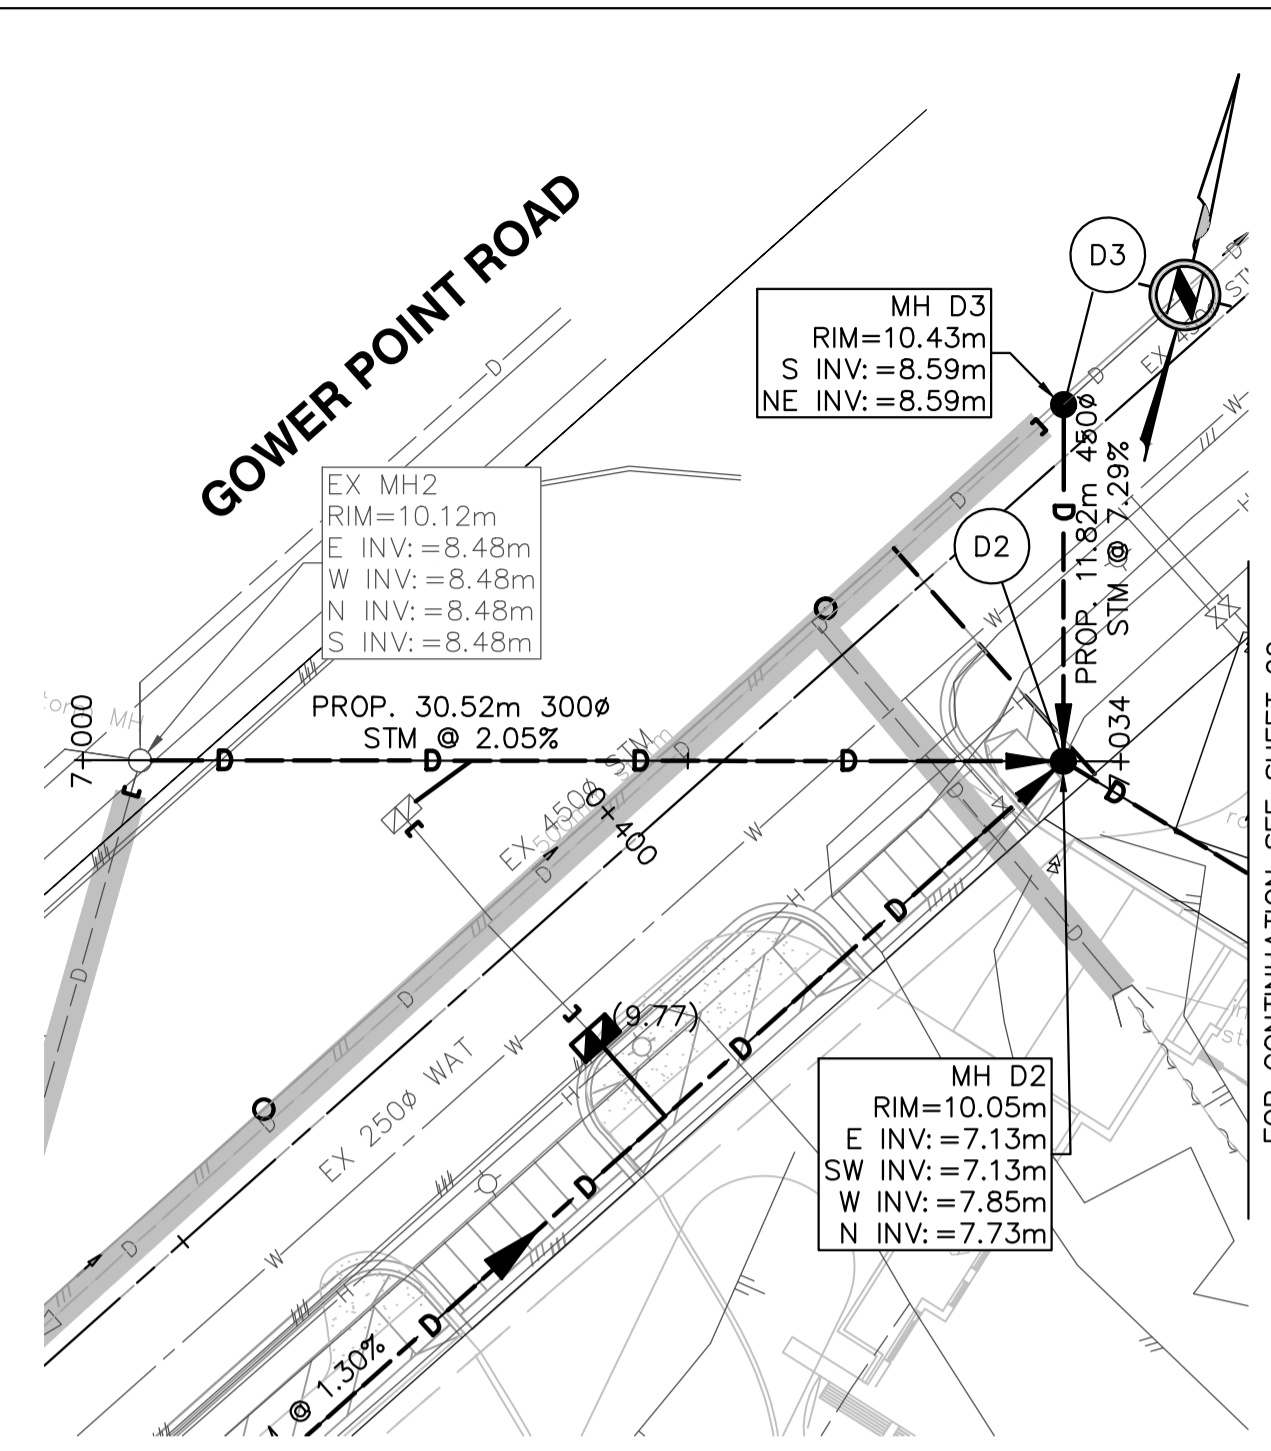 GOWER POINT ROAD
D3
MH D3
RIM=10.43m
S INV:=8.59m
NE INV:=8.59m
EX MH2
RIM=10.12m
E INV:=8.48m
W INV:=8.48m
N INV:=8.48m
S INV:=8.48m
D2
PROP. 11.82m 450ø
STM @ 7.29%
PROP. 30.52m 300ø
STM @ 2.05%
7+000
7+034
MH
EX 450ø STM
0+400
EX 250ø WAT
(9.77)
MH D2
RIM=10.05m
E INV:=7.13m
SW INV:=7.13m
W INV:=7.85m
N INV:=7.73m
@ 1.30%
FOR CONTINUATION SEE SHEET
D
D
D
D
D
D
D
D
D
D
D
W
W
W
W
W
H
H
H
H